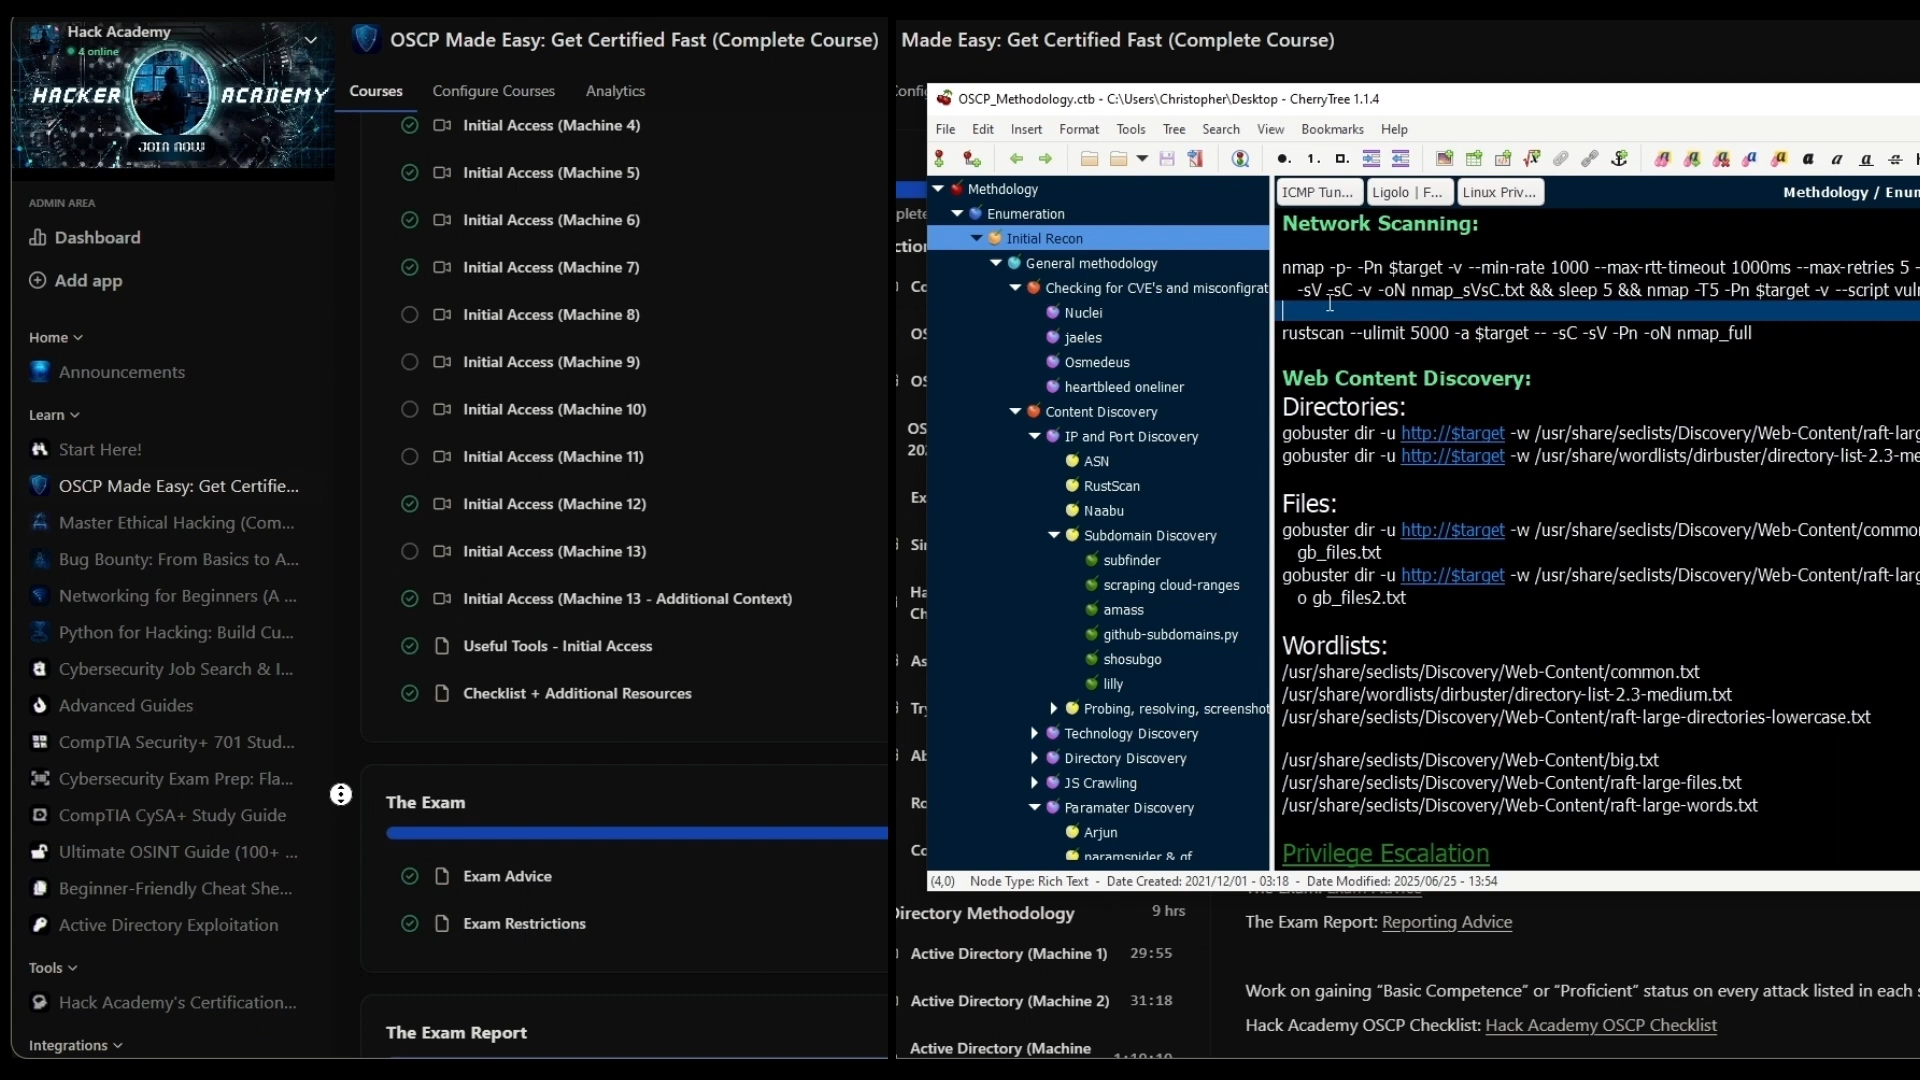 Hack Academy
4 online
HACKER ACADEMY
JOIN NOW
ADMIN AREA
Dashboard
Add app
Home
Announcements
Learn
Start Here!
OSCP Made Easy: Get Certifie...
Master Ethical Hacking (Com...
Bug Bounty: From Basics to A...
Networking for Beginners (A ...
Python for Hacking: Build Cu...
Cybersecurity Job Search & I...
Advanced Guides
CompTIA Security+ 701 Stud...
Cybersecurity Exam Prep: Fla...
CompTIA CySA+ Study Guide
Ultimate OSINT Guide (100+ ...
Beginner-Friendly Cheat She...
Active Directory Exploitation
Tools
Hack Academy's Certification...
Integrations
OSCP Made Easy: Get Certified Fast (Complete Course)
Courses Configure Courses Analytics
Initial Access (Machine 4)
Initial Access (Machine 5)
Initial Access (Machine 6)
Initial Access (Machine 7)
Initial Access (Machine 8)
Initial Access (Machine 9)
Initial Access (Machine 10)
Initial Access (Machine 11)
Initial Access (Machine 12)
Initial Access (Machine 13)
Initial Access (Machine 13 - Additional Context)
Useful Tools - Initial Access
Checklist + Additional Resources
The Exam
Exam Advice
Exam Restrictions
The Exam Report
Made Easy: Get Certified Fast (Complete Course)
OSCP_Methodology.ctb - C:\Users\Christopher\Desktop - CherryTree 1.1.4
File Edit Insert Format Tools Tree Search View Bookmarks Help
Methdology
Enumeration
Initial Recon
General methodology
Checking for CVE's and misconfigrat
Nuclei
jaeles
Osmedeus
heartbleed oneliner
Content Discovery
IP and Port Discovery
ASN
RustScan
Naabu
Subdomain Discovery
subfinder
scraping cloud-ranges
amass
github-subdomains.py
shosubgo
lilly
Probing, resolving, screenshot
Technology Discovery
Directory Discovery
JS Crawling
Paramater Discovery
Arjun
paramspider & gf
ICMP Tun... Ligolo | F... Linux Priv... Methdology / Enum
Network Scanning:
nmap -p- -Pn $target -v --min-rate 1000 --max-rtt-timeout 1000ms --max-retries 5 -
-sV -sC -v -oN nmap_sVsC.txt && sleep 5 && nmap -T5 -Pn $target -v --script vuln
rustscan --ulimit 5000 -a $target -- -sC -sV -Pn -oN nmap_full
Web Content Discovery:
Directories:
gobuster dir -u http://$target -w /usr/share/seclists/Discovery/Web-Content/raft-larg
gobuster dir -u http://$target -w /usr/share/wordlists/dirbuster/directory-list-2.3-me
Files:
gobuster dir -u http://$target -w /usr/share/seclists/Discovery/Web-Content/common
gb_files.txt
gobuster dir -u http://$target -w /usr/share/seclists/Discovery/Web-Content/raft-larg
o gb_files2.txt
Wordlists:
/usr/share/seclists/Discovery/Web-Content/common.txt
/usr/share/wordlists/dirbuster/directory-list-2.3-medium.txt
/usr/share/seclists/Discovery/Web-Content/raft-large-directories-lowercase.txt
/usr/share/seclists/Discovery/Web-Content/big.txt
/usr/share/seclists/Discovery/Web-Content/raft-large-files.txt
/usr/share/seclists/Discovery/Web-Content/raft-large-words.txt
Privilege Escalation
(4,0) Node Type: Rich Text - Date Created: 2021/12/01 - 03:18 - Date Modified: 2025/06/25 - 13:54
Directory Methodology 9 hrs
Active Directory (Machine 1) 29:55
Active Directory (Machine 2) 31:18
Active Directory (Machine
The Exam Report: Reporting Advice
Work on gaining “Basic Competence” or “Proficient” status on every attack listed in each s
Hack Academy OSCP Checklist: Hack Academy OSCP Checklist